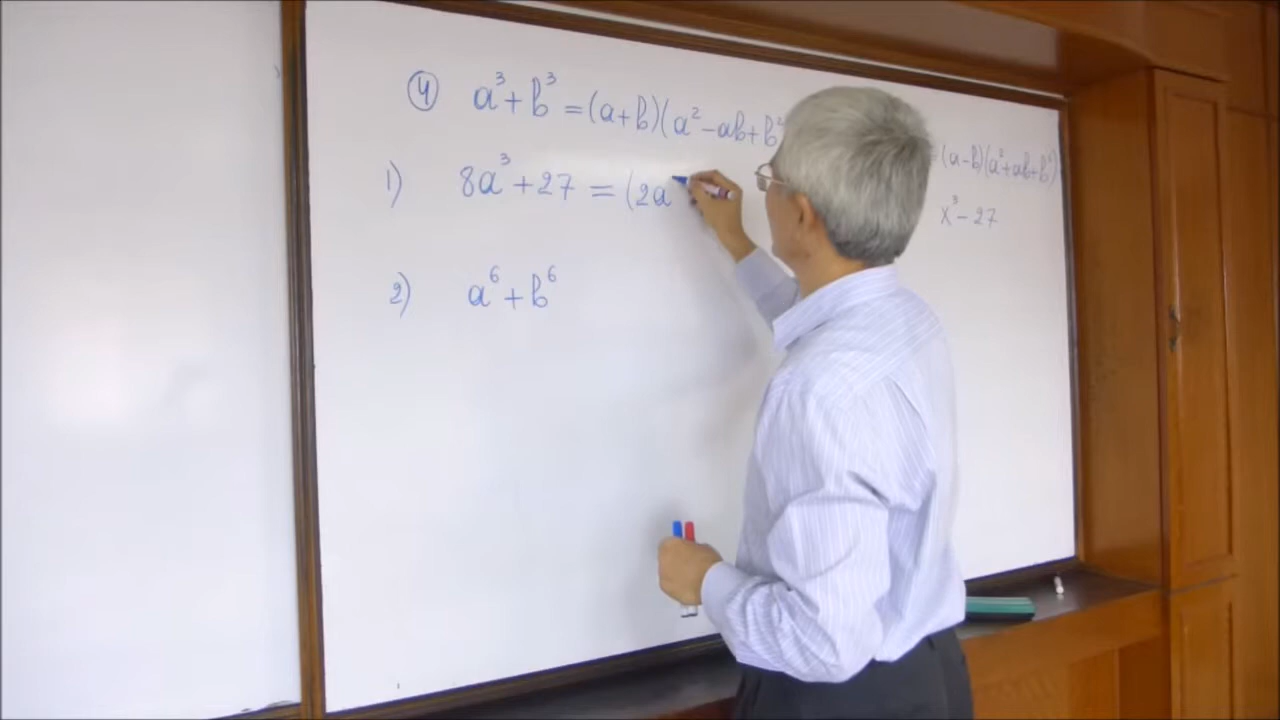 ④ a³ + b³ = (a+b)(a² - ab + b²
1) 8a³ + 27 = (2a
2) a⁶ + b⁶
= (a-b)(a²+ab+b²)
x³ - 27